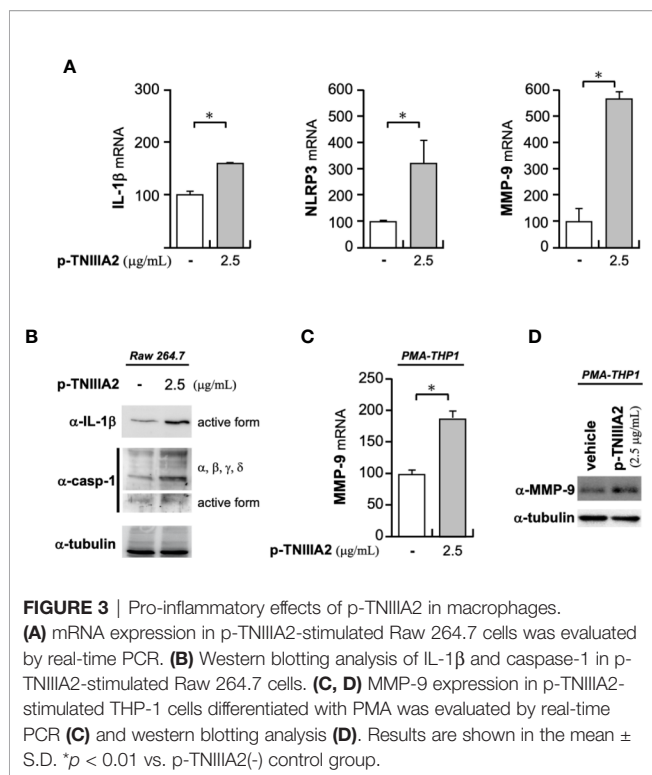 A
300
200
100
0
IL-1β mRNA
*
600
500
400
300
200
100
0
NLRP3 mRNA
*
600
500
400
300
200
100
0
MMP-9 mRNA
*
p-TNIIIA2 (μg/mL) - 2.5 - 2.5 - 2.5
B
Raw 264.7
p-TNIIIA2 - 2.5 (μg/mL)
α-IL-1β active form
α-casp-1 α, β, γ, δ
active form
α-tubulin
C
PMA-THP1
250
200
150
100
50
0
MMP-9 mRNA
*
p-TNIIIA2 (μg/mL) - 2.5
D
PMA-THP1
vehicle
p-TNIIIA2
(2.5 μg/mL)
α-MMP-9
α-tubulin
FIGURE 3 | Pro-inflammatory effects of p-TNIIIA2 in macrophages.
(A) mRNA expression in p-TNIIIA2-stimulated Raw 264.7 cells was evaluated
by real-time PCR. (B) Western blotting analysis of IL-1β and caspase-1 in p-
TNIIIA2-stimulated Raw 264.7 cells. (C, D) MMP-9 expression in p-TNIIIA2-
stimulated THP-1 cells differentiated with PMA was evaluated by real-time
PCR (C) and western blotting analysis (D). Results are shown in the mean ±
S.D. *p < 0.01 vs. p-TNIIIA2(-) control group.